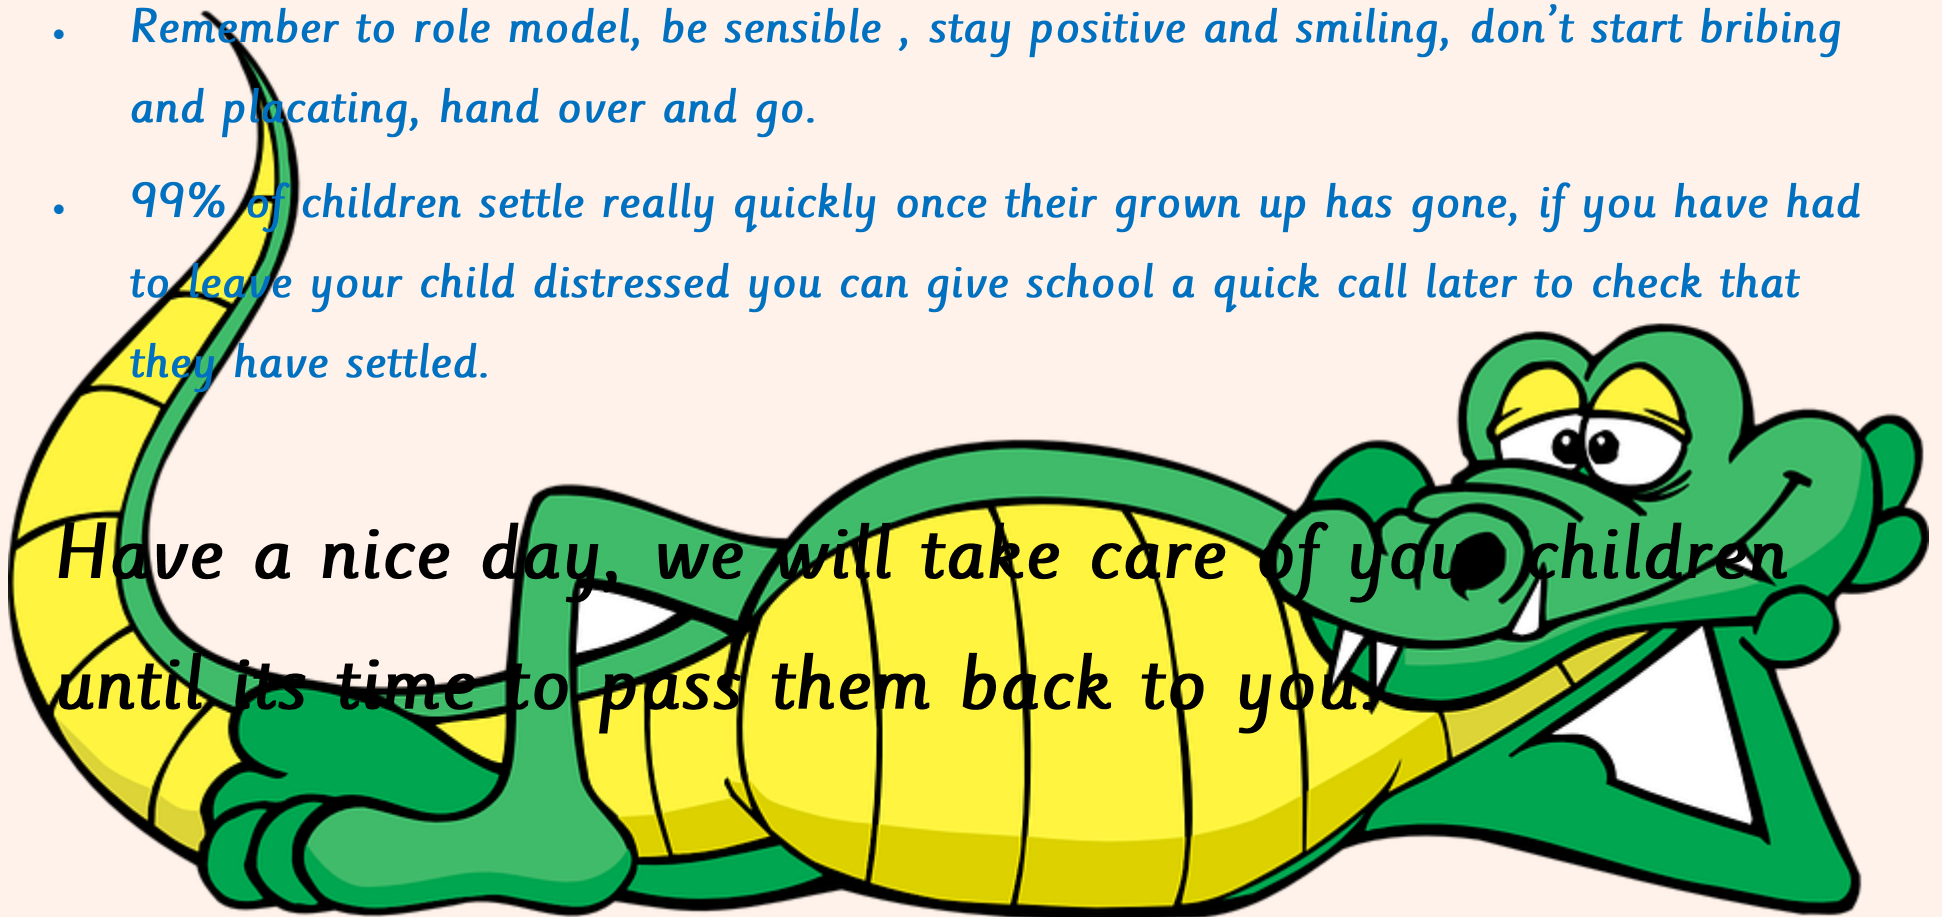 • Remember to role model, be sensible , stay positive and smiling, don't start bribing
and placating, hand over and go.
• 99% of children settle really quickly once their grown up has gone, if you have had
to leave your child distressed you can give school a quick call later to check that
they have settled.
Have a nice day, we will take care of your children
until its time to pass them back to you.